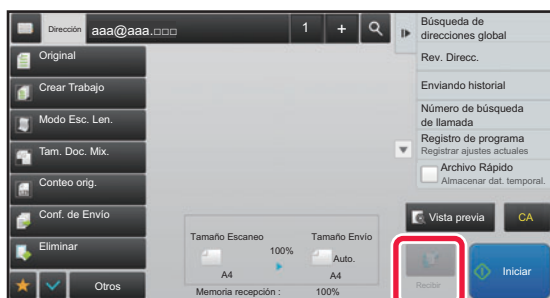 Dirección aaa@aaa.□□□ 1 +
Original
Crear Trabajo
Modo Esc. Len.
Tam. Doc. Mix.
Conteo orig.
Conf. de Envío
Eliminar
Otros
Tamaño Escaneo
100%
Tamaño Envío
Auto.
A4
A4
Memoria recepción : 100%
Búsqueda de
direcciones global
Rev. Direcc.
Enviando historial
Número de búsqueda
de llamada
Registro de programa
Registrar ajustes actuales
Archivo Rápido
Almacenar dat. temporal.
Vista previa
CA
Recibir
Iniciar